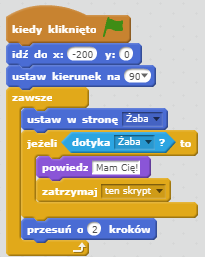 kiedy kliknięto
idź do x: -200 y: 0
ustaw kierunek na 90
zawsze
ustaw w stronę Żaba
jeżeli dotyka Żaba ? to
powiedz Mam Cię!
zatrzymaj ten skrypt
przesuń o 2 kroków